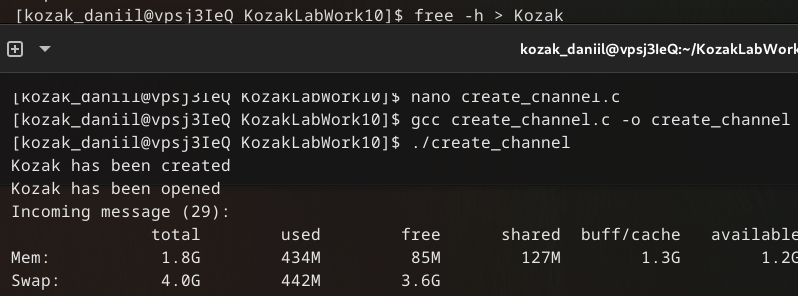 [kozak_daniil@vpsj3IeQ KozakLabWork10]$ free -h > Kozak
kozak_daniil@vpsj3IeQ:~/KozakLabWork
[kozak_daniil@vpsj3IeQ KozakLabWork10]$ nano create_channel.c
[kozak_daniil@vpsj3IeQ KozakLabWork10]$ gcc create_channel.c -o create_channel
[kozak_daniil@vpsj3IeQ KozakLabWork10]$ ./create_channel
Kozak has been created
Kozak has been opened
Incoming message (29):
total used free shared buff/cache available
Mem: 1.8G 434M 85M 127M 1.3G 1.2G
Swap: 4.0G 442M 3.6G